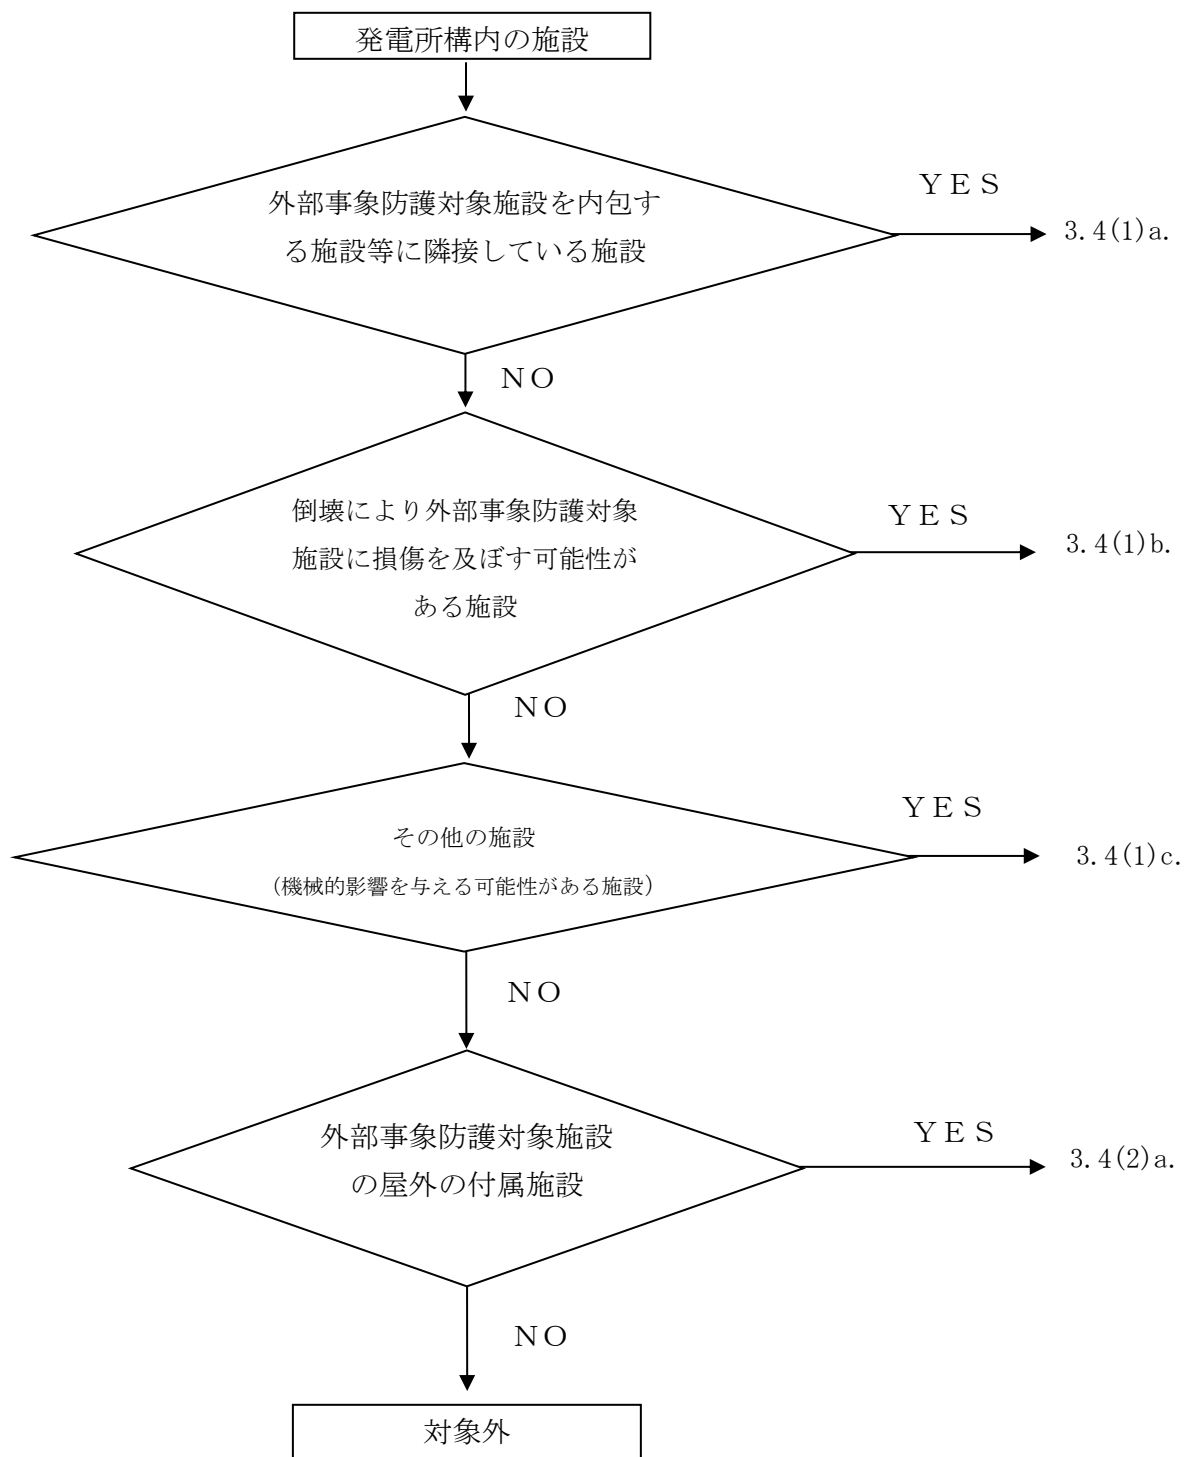 発電所構内の施設
外部事象防護対象施設を内包す
る施設等に隣接している施設
ＹＥＳ
3.4(1)a.
ＮＯ
倒壊により外部事象防護対象
施設に損傷を及ぼす可能性が
ある施設
ＹＥＳ
3.4(1)b.
ＮＯ
その他の施設
（機械的影響を与える可能性がある施設）
ＹＥＳ
3.4(1)c.
ＮＯ
外部事象防護対象施設
の屋外の付属施設
ＹＥＳ
3.4(2)a.
ＮＯ
対象外